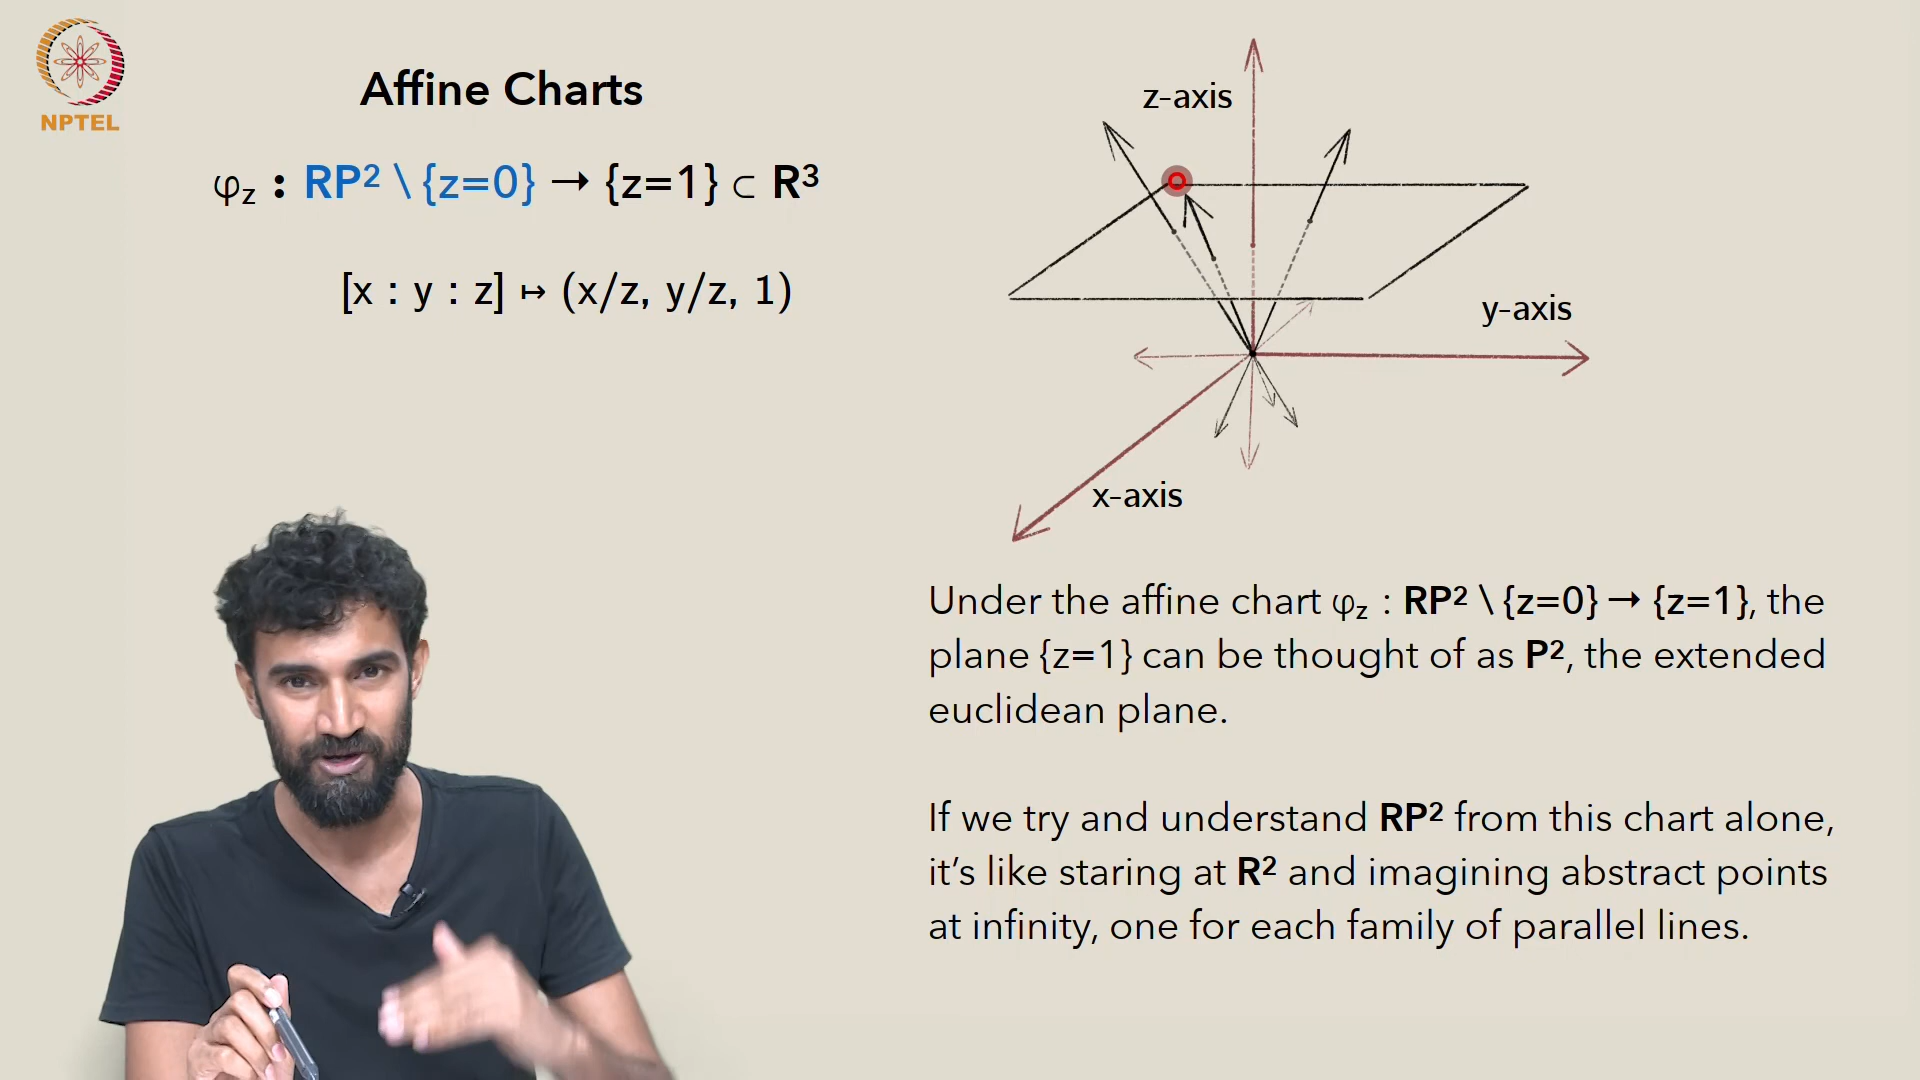 NPTEL
Affine Charts
φz : RP² \ {z=0} → {z=1} ⊂ R³
[x : y : z] ↦ (x/z, y/z, 1)
z-axis
y-axis
x-axis
Under the affine chart φz : RP² \ {z=0} → {z=1}, the
plane {z=1} can be thought of as P², the extended
euclidean plane.
If we try and understand RP² from this chart alone,
it’s like staring at R² and imagining abstract points
at infinity, one for each family of parallel lines.